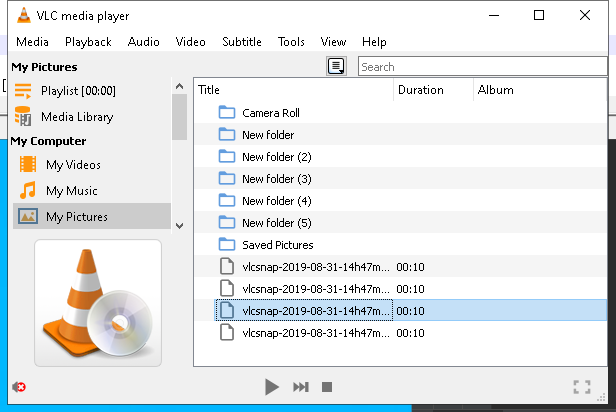 VLC media player
Media Playback Audio Video Subtitle Tools View Help
My Pictures
Search
Playlist [00:00]
Media Library
My Computer
My Videos
My Music
My Pictures
Title Duration Album
Camera Roll
New folder
New folder (2)
New folder (3)
New folder (4)
New folder (5)
Saved Pictures
vlcsnap-2019-08-31-14h47m... 00:10
vlcsnap-2019-08-31-14h47m... 00:10
vlcsnap-2019-08-31-14h47m... 00:10
vlcsnap-2019-08-31-14h47m... 00:10